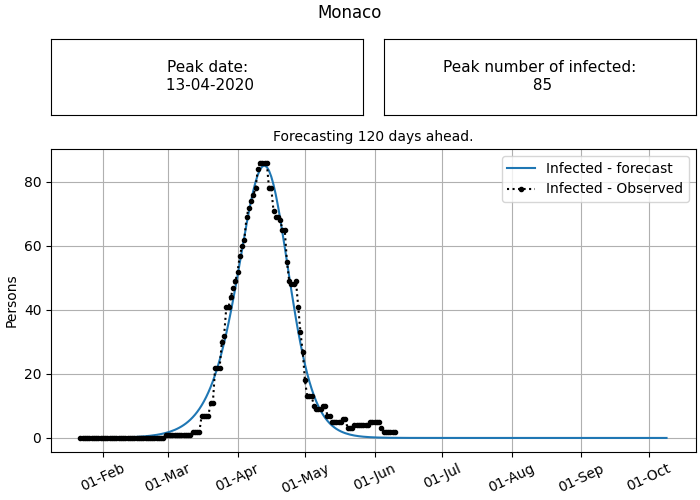 Monaco
Peak date:
13-04-2020
Peak number of infected:
85
Forecasting 120 days ahead.
Infected - forecast
Infected - Observed
Persons
80
60
40
20
0
01-Feb
01-Mar
01-Apr
01-May
01-Jun
01-Jul
01-Aug
01-Sep
01-Oct